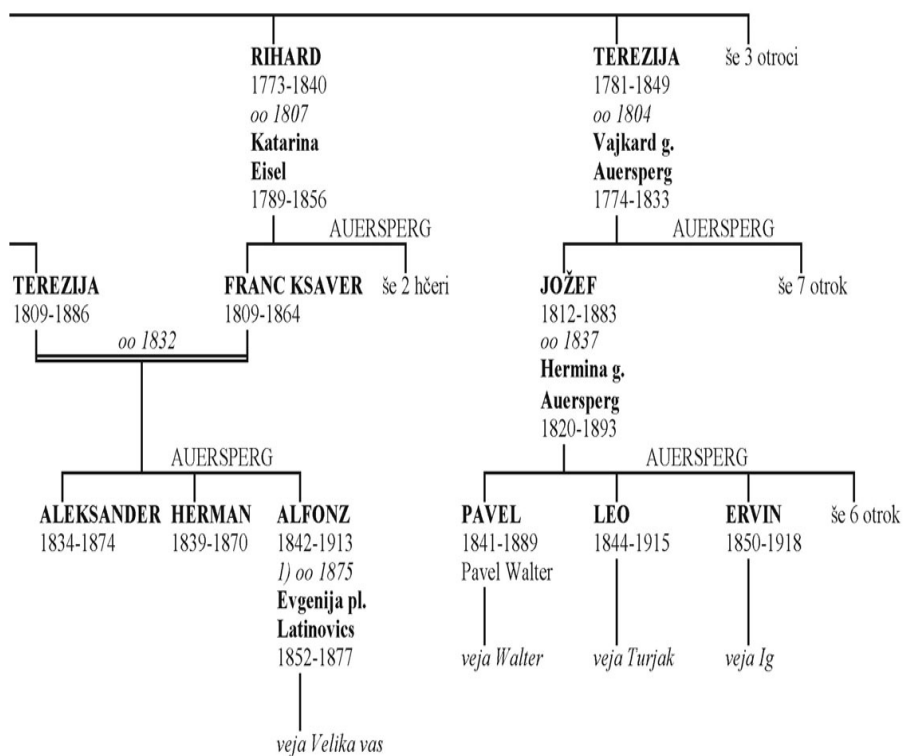 RIHARD
1773-1840
oo 1807
Katarina
Eisel
1789-1856
TEREZIJA
1781-1849
oo 1804
Vajkard g.
Auersperg
1774-1833
še 3 otroci
AUERSPERG
AUERSPERG
TEREZIJA
1809-1886
oo 1832
FRANC KSAVER
1809-1864
še 2 hčeri
JOŽEF
1812-1883
oo 1837
Hermina g.
Auersperg
1820-1893
še 7 otrok
AUERSPERG
AUERSPERG
ALEKSANDER
1834-1874
HERMAN
1839-1870
ALFONZ
1842-1913
1) oo 1875
Evgenija pl.
Latinovics
1852-1877
veja Velika vas
PAVEL
1841-1889
Pavel Walter
veja Walter
LEO
1844-1915
veja Turjak
ERVIN
1850-1918
veja Ig
še 6 otrok